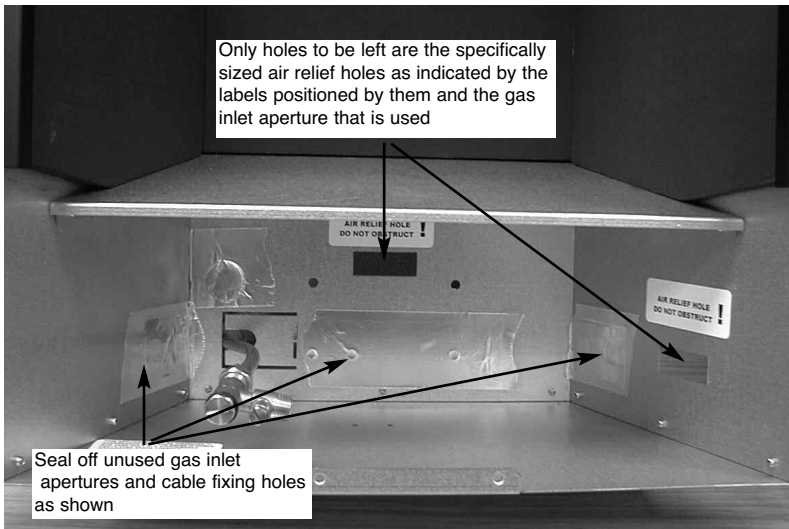 Only holes to be left are the specifically
sized air relief holes as indicated by the
labels positioned by them and the gas
inlet aperture that is used
AIR RELIEF HOLE
DO NOT OBSTRUCT !
AIR RELIEF HOLE
DO NOT OBSTRUCT !
Seal off unused gas inlet
apertures and cable fixing holes
as shown